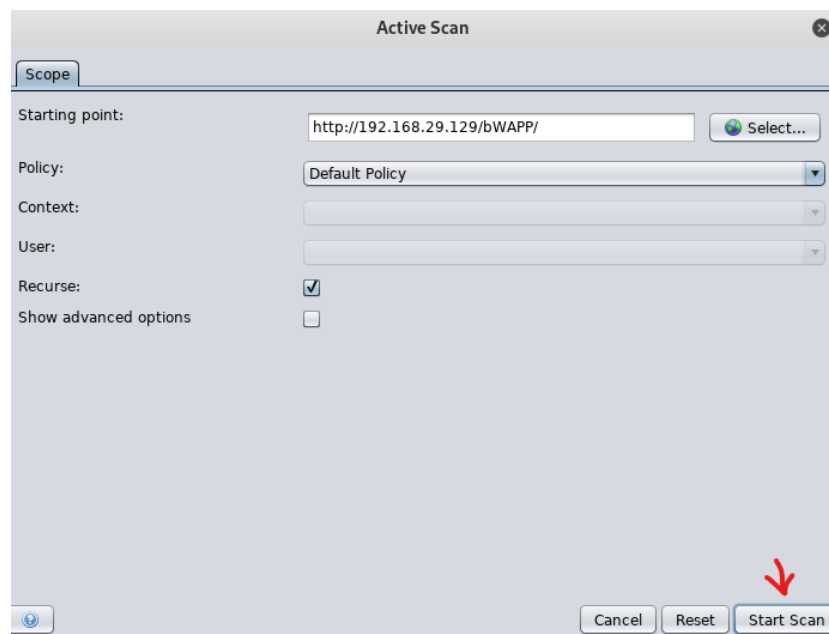 Active Scan
Scope
Starting point:
http://192.168.29.129/bWAPP/
Select...
Policy:
Default Policy
Context:
User:
Recurse:
Show advanced options
Cancel
Reset
Start Scan